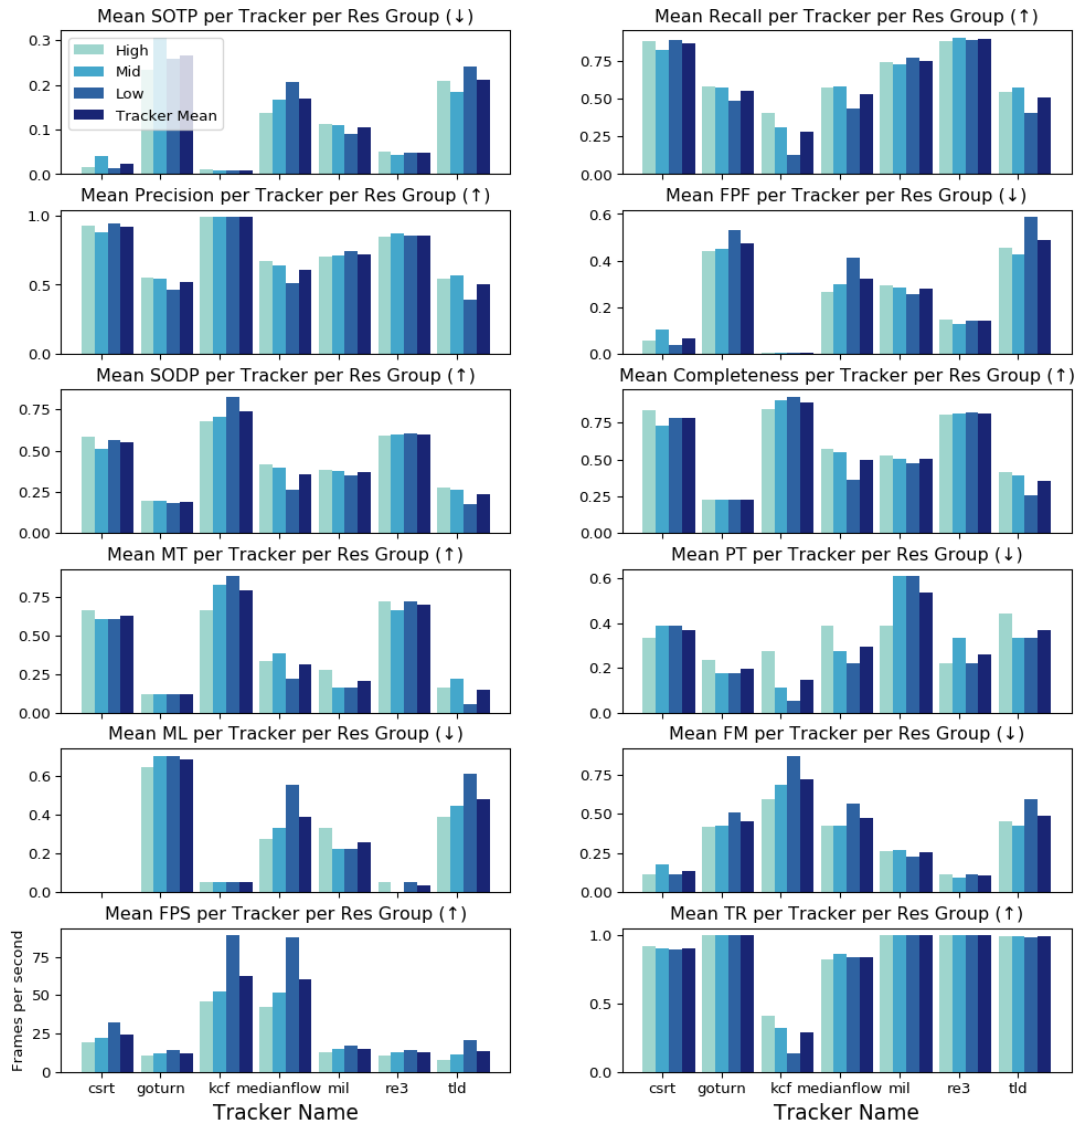 Mean SOTP per Tracker per Res Group (↓)
0.3
0.2
0.1
0.0
High
Mid
Low
Tracker Mean
Mean Recall per Tracker per Res Group (↑)
0.75
0.50
0.25
0.00
Mean Precision per Tracker per Res Group (↑)
1.0
0.5
0.0
Mean FPF per Tracker per Res Group (↓)
0.6
0.4
0.2
0.0
Mean SODP per Tracker per Res Group (↑)
0.75
0.50
0.25
0.00
Mean Completeness per Tracker per Res Group (↑)
0.75
0.50
0.25
0.00
Mean MT per Tracker per Res Group (↑)
0.75
0.50
0.25
0.00
Mean PT per Tracker per Res Group (↓)
0.6
0.4
0.2
0.0
Mean ML per Tracker per Res Group (↓)
0.6
0.4
0.2
0.0
Mean FM per Tracker per Res Group (↓)
0.75
0.50
0.25
0.00
Mean FPS per Tracker per Res Group (↑)
Frames per second
75
50
25
0
csrt goturn kcf medianflow mil re3 tld
Tracker Name
Mean TR per Tracker per Res Group (↑)
1.0
0.5
0.0
csrt goturn kcf medianflow mil re3 tld
Tracker Name